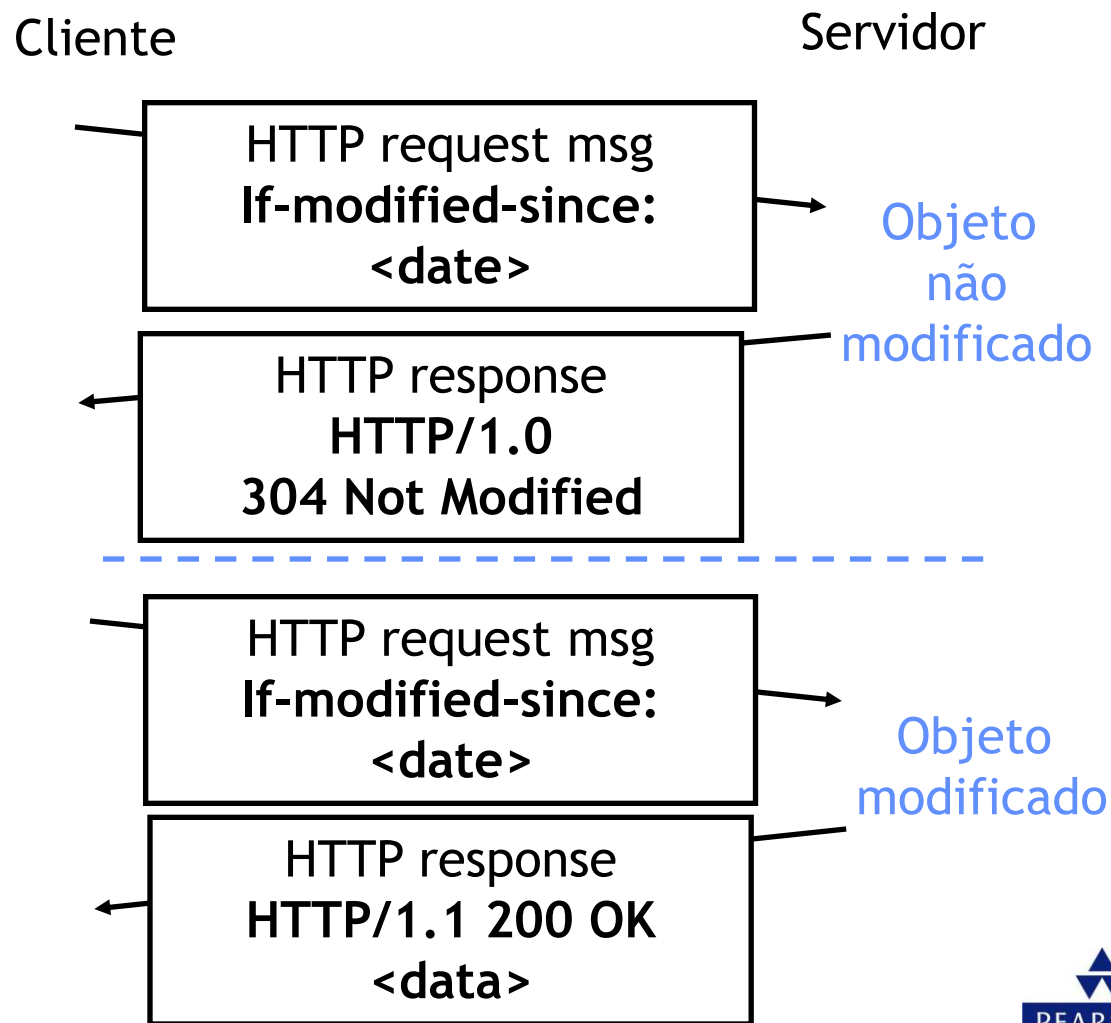 Cliente
Servidor
HTTP request msg
If-modified-since:
<date>
Objeto
não
modificado
HTTP response
HTTP/1.0
304 Not Modified
HTTP request msg
If-modified-since:
<date>
Objeto
modificado
HTTP response
HTTP/1.1 200 OK
<data>